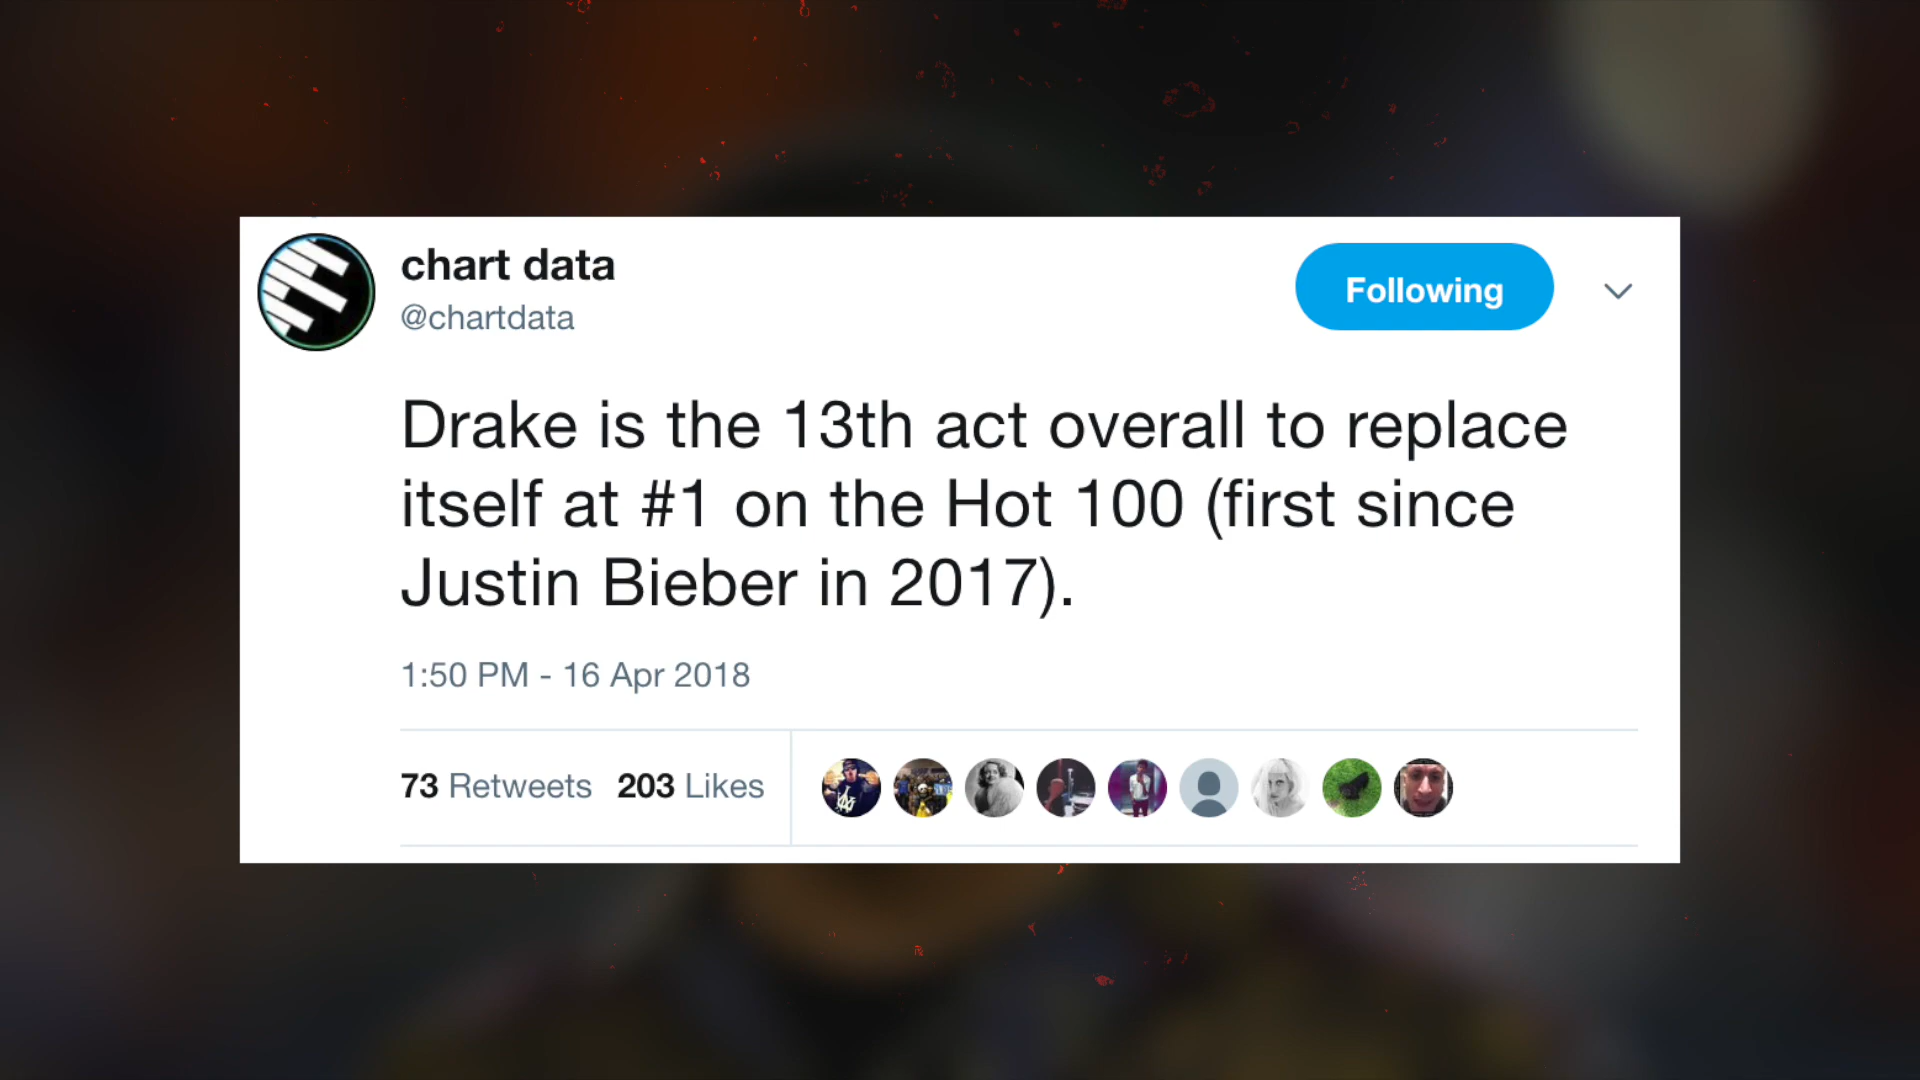 chart data
@chartdata
Following
Drake is the 13th act overall to replace
itself at #1 on the Hot 100 (first since
Justin Bieber in 2017).
1:50 PM - 16 Apr 2018
73 Retweets 203 Likes